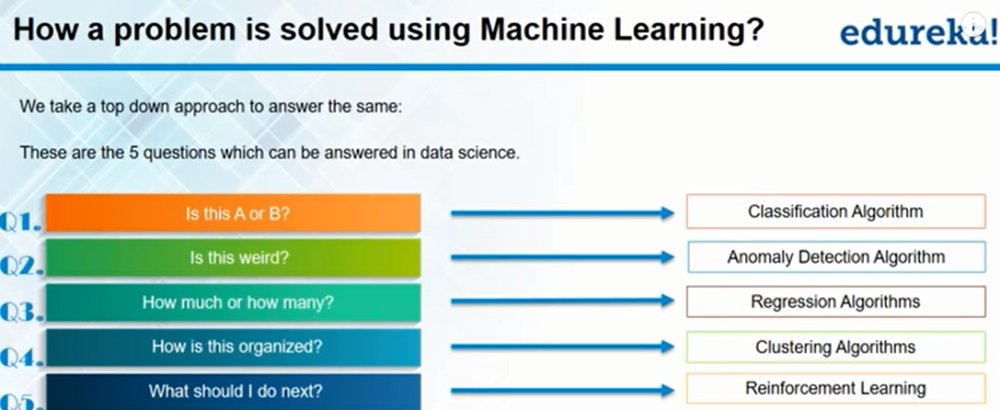 How a problem is solved using Machine Learning?
edureka!
We take a top down approach to answer the same:
These are the 5 questions which can be answered in data science.
Q1. Is this A or B? Classification Algorithm
Q2. Is this weird? Anomaly Detection Algorithm
Q3. How much or how many? Regression Algorithms
Q4. How is this organized? Clustering Algorithms
Q5. What should I do next? Reinforcement Learning